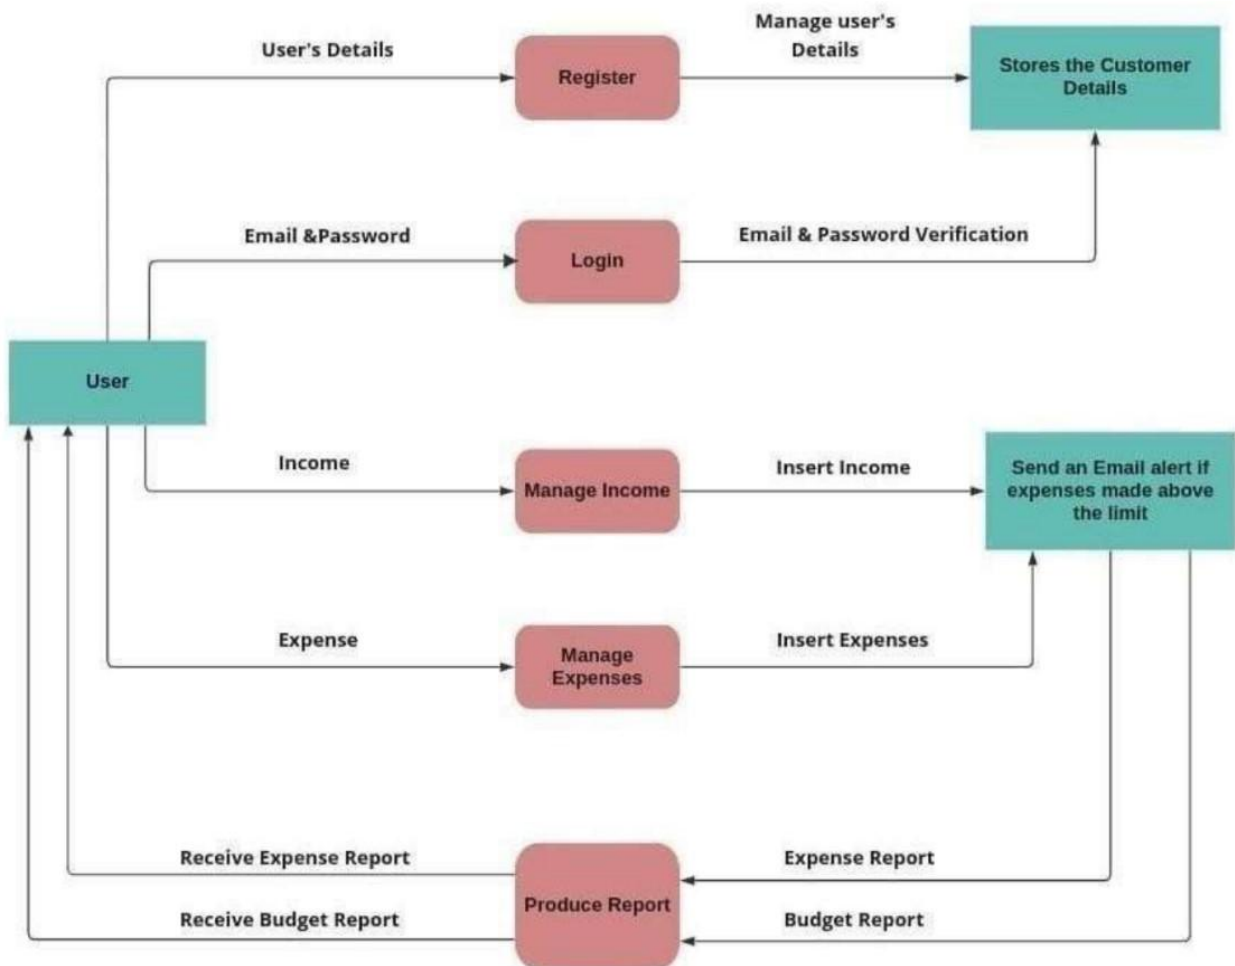 User's Details
Register
Manage user's
Details
Stores the Customer
Details
Email &Password
Login
Email & Password Verification
User
Income
Manage Income
Insert Income
Send an Email alert if
expenses made above
the limit
Expense
Manage
Expenses
Insert Expenses
Receive Expense Report
Expense Report
Produce Report
Receive Budget Report
Budget Report